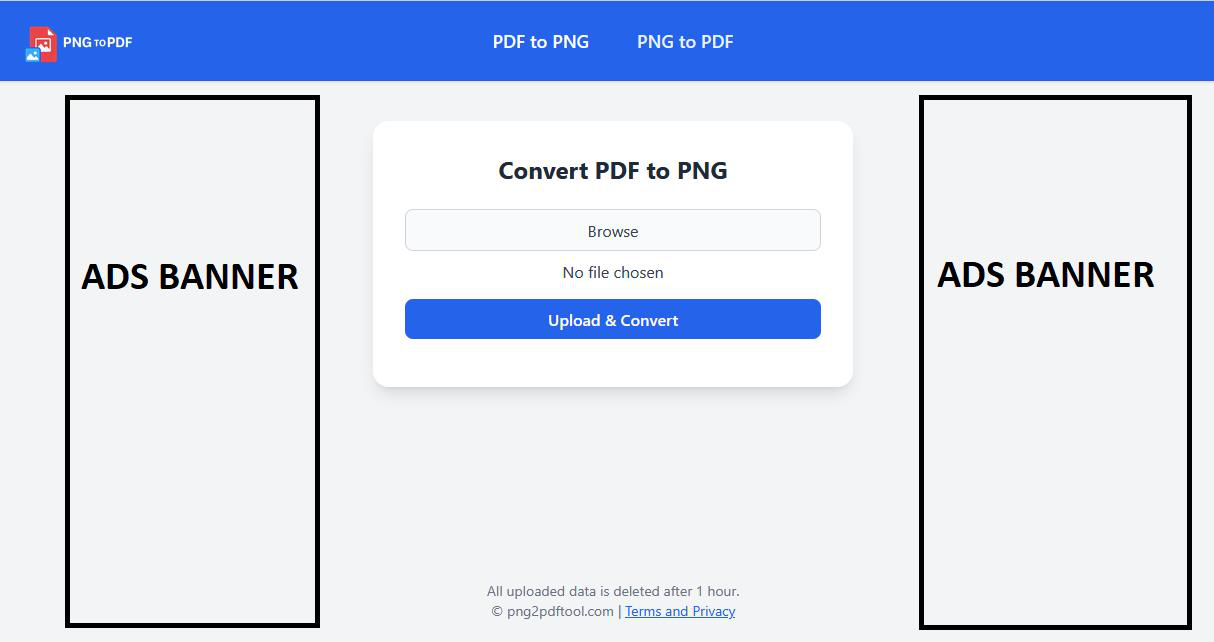 PNG TO PDF
PDF to PNG
PNG to PDF
Convert PDF to PNG
Browse
No file chosen
Upload & Convert
ADS BANNER
ADS BANNER
All uploaded data is deleted after 1 hour.
© png2pdftool.com | Terms and Privacy